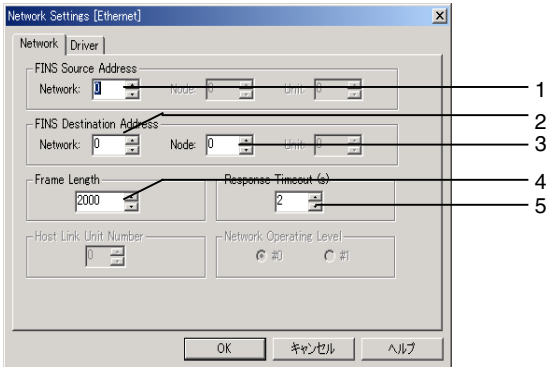 Network Settings [Ethernet]
Network Driver
FINS Source Address
Network: 0 Node: 0 Unit: 0
1
FINS Destination Address
2
Network: 0 Node: 0 Unit: 0
3
Frame Length Response Timeout (s)
4
2000 2
5
Host Link Unit Number Network Operating Level
0 #0 #1
OK キャンセル ヘルプ